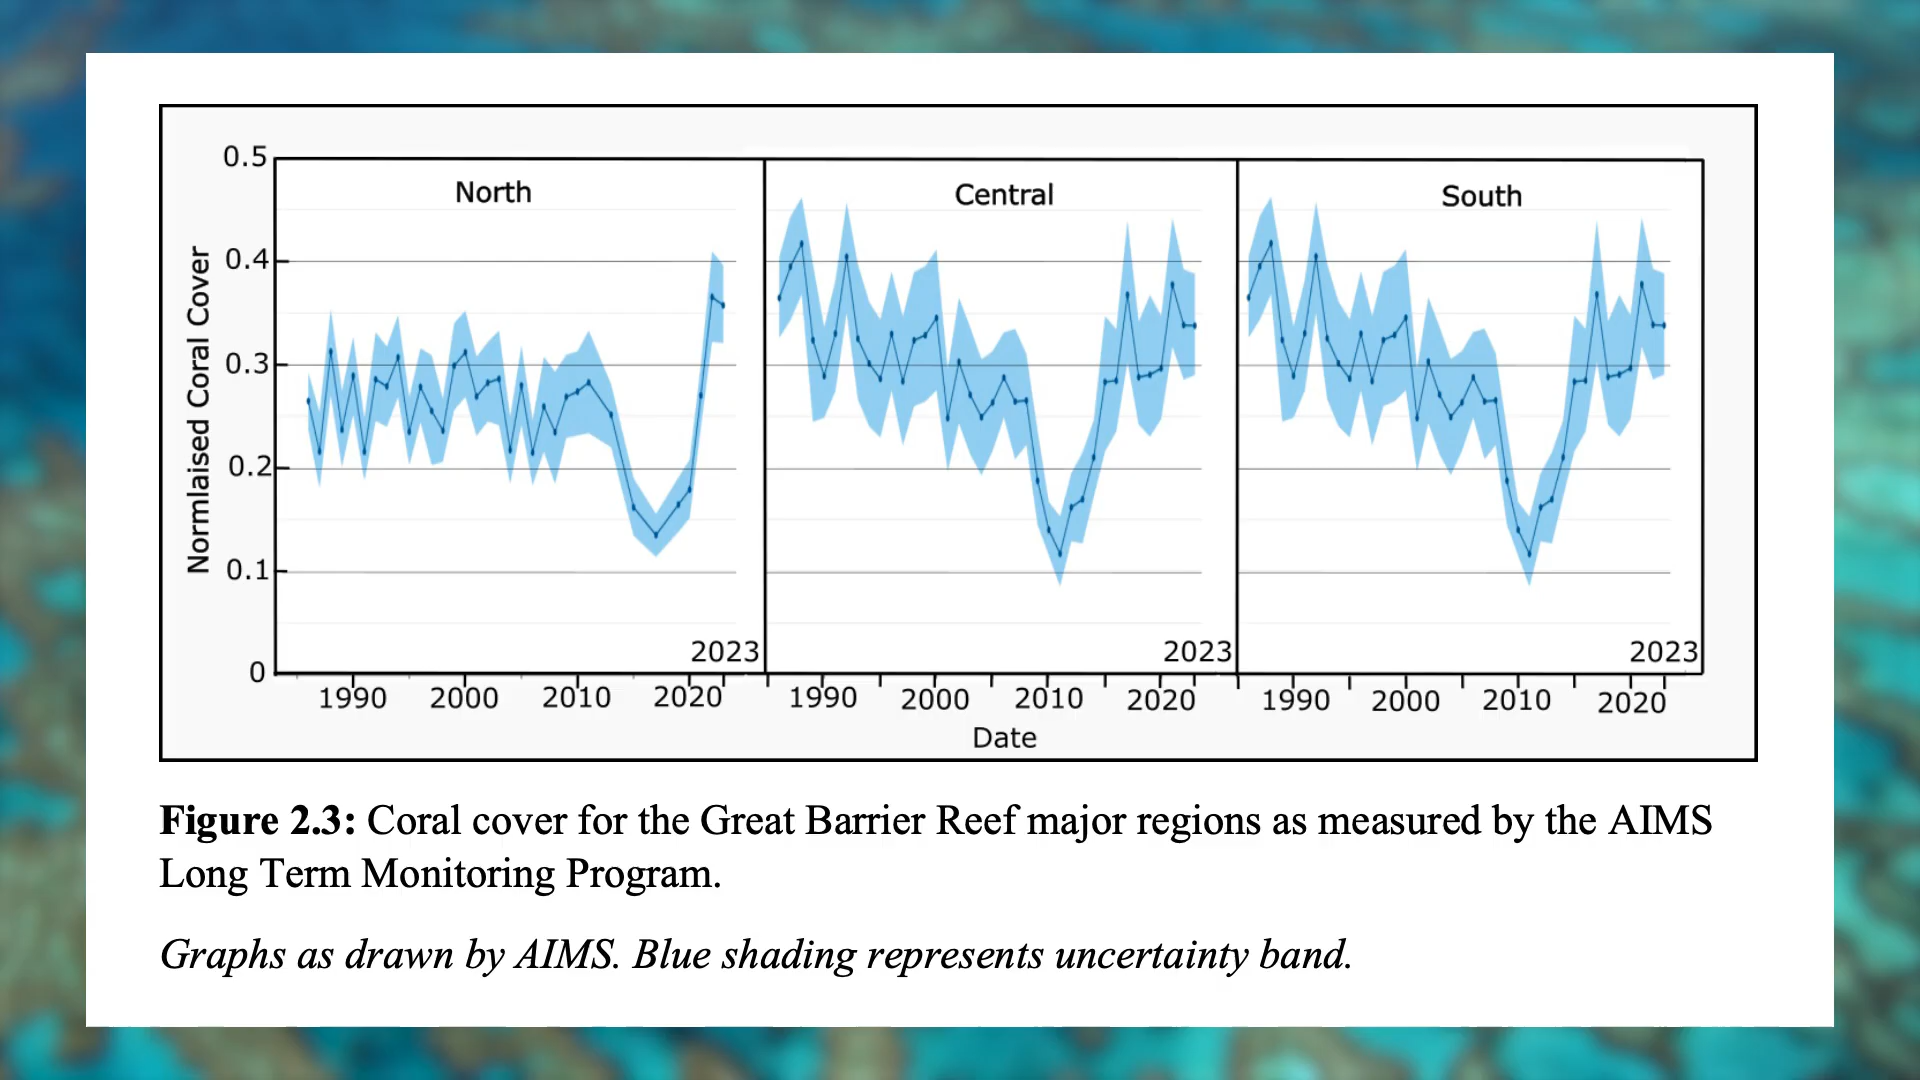 0.5
North
Central
South
0.4
0.3
0.2
0.1
0
Normlaised Coral Cover
2023
2023
2023
1990 2000 2010 2020
1990 2000 2010 2020
1990 2000 2010 2020
Date
Figure 2.3: Coral cover for the Great Barrier Reef major regions as measured by the AIMS
Long Term Monitoring Program.
Graphs as drawn by AIMS. Blue shading represents uncertainty band.